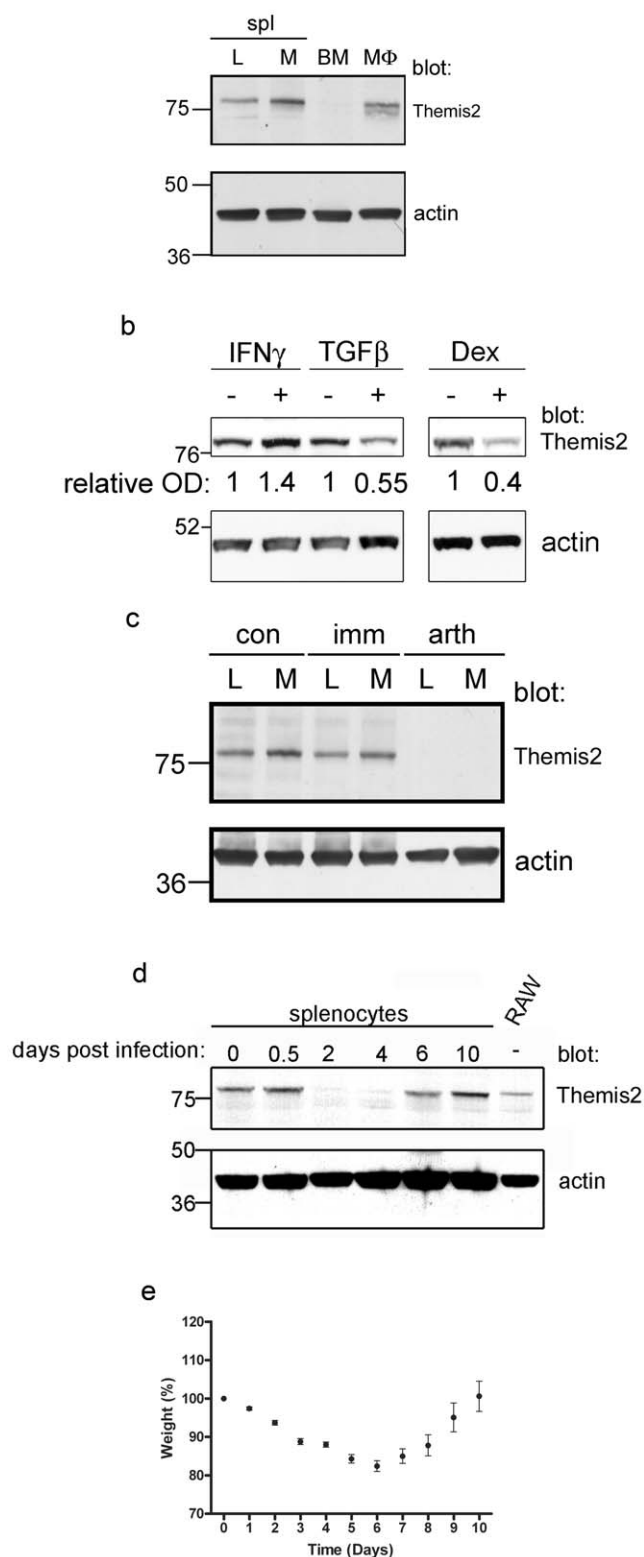 spl
L M BM MΦ blot:
75 Themis2
50
actin
36
b
IFNγ TGFβ Dex
- + - + - + blot:
76 Themis2
relative OD: 1 1.4 1 0.55 1 0.4
52
actin
c
con imm arth
L M L M L M blot:
75 Themis2
actin
36
d
splenocytes RAW
days post infection: 0 0.5 2 4 6 10 - blot:
75 Themis2
50
actin
36
e
120
110
100
90
80
70
Weight (%)
0 1 2 3 4 5 6 7 8 9 10
Time (Days)